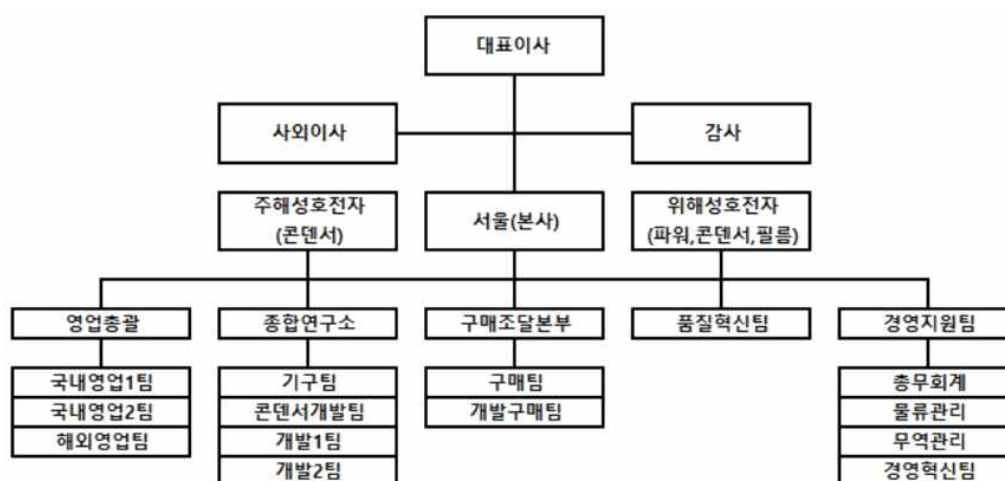 대표이사
사외이사
감사
주해성호전자
(콘덴서)
서울(본사)
위해성호전자
(파워,콘덴서,필름)
영업총괄
종합연구소
구매조달본부
품질혁신팀
경영지원팀
국내영업1팀
국내영업2팀
해외영업팀
기구팀
콘덴서개발팀
개발1팀
개발2팀
구매팀
개발구매팀
총무회계
물류관리
무역관리
경영혁신팀